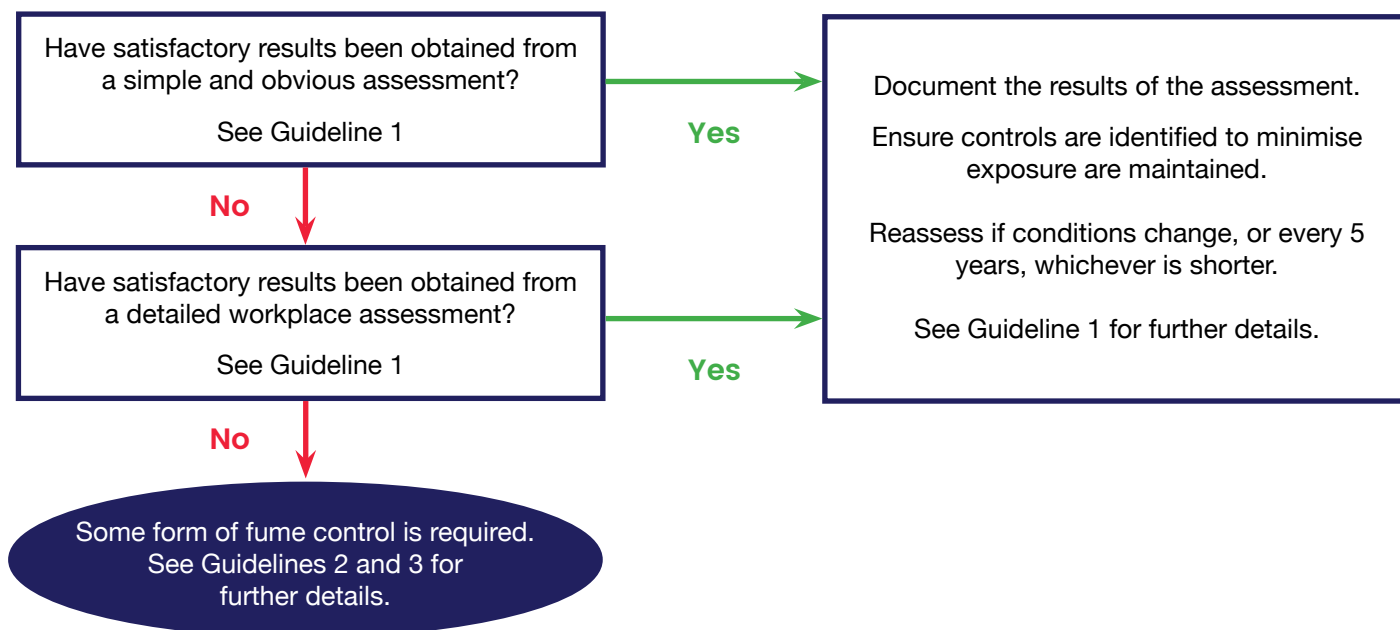 Have satisfactory results been obtained from
a simple and obvious assessment?
See Guideline 1
Yes
Document the results of the assessment.
Ensure controls are identified to minimise
exposure are maintained.
Reassess if conditions change, or every 5
years, whichever is shorter.
See Guideline 1 for further details.
No
Have satisfactory results been obtained from
a detailed workplace assessment?
See Guideline 1
Yes
No
Some form of fume control is required.
See Guidelines 2 and 3 for
further details.